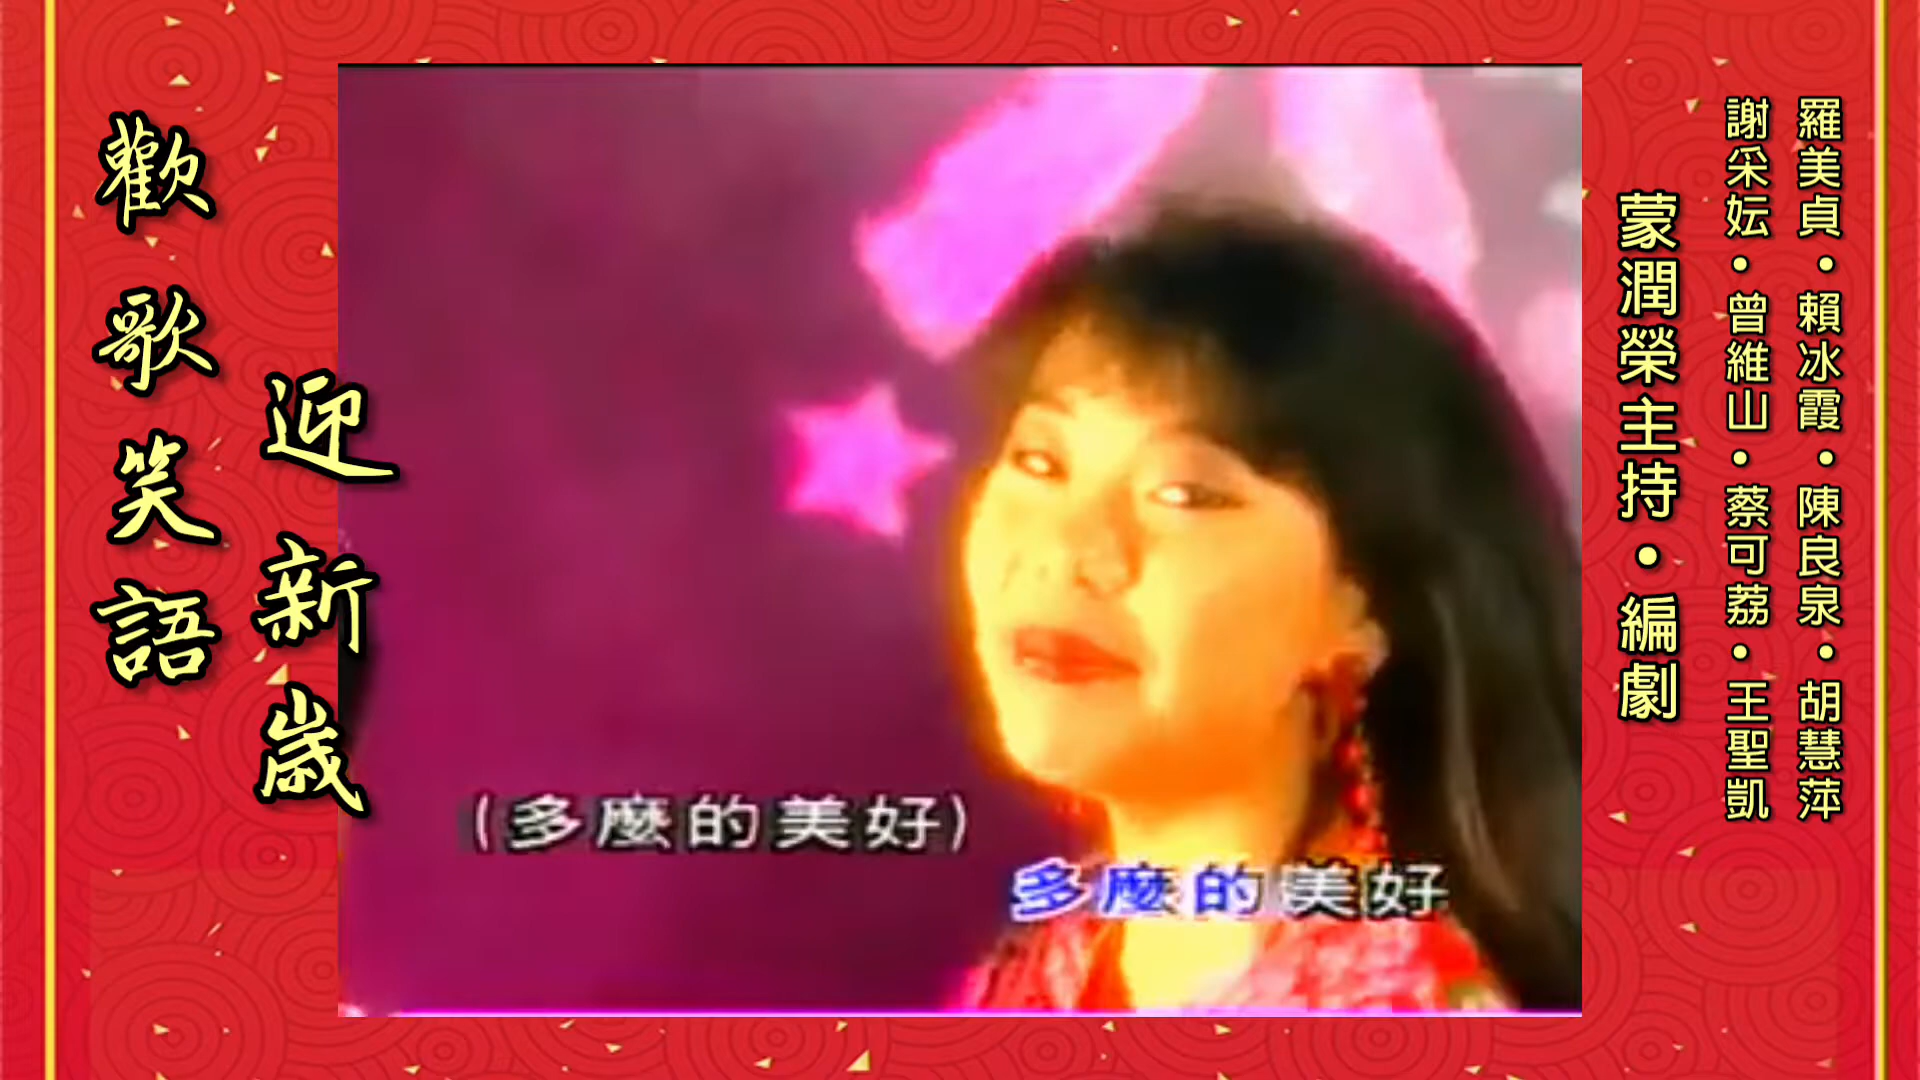 歡歌笑語
迎新歲
羅美貞•賴冰霞•陳良泉•胡慧萍
謝采妘•曾維山•蔡可荔•王聖凱
蒙潤榮主持•編劇
(多麼的美好)
多麼的美好